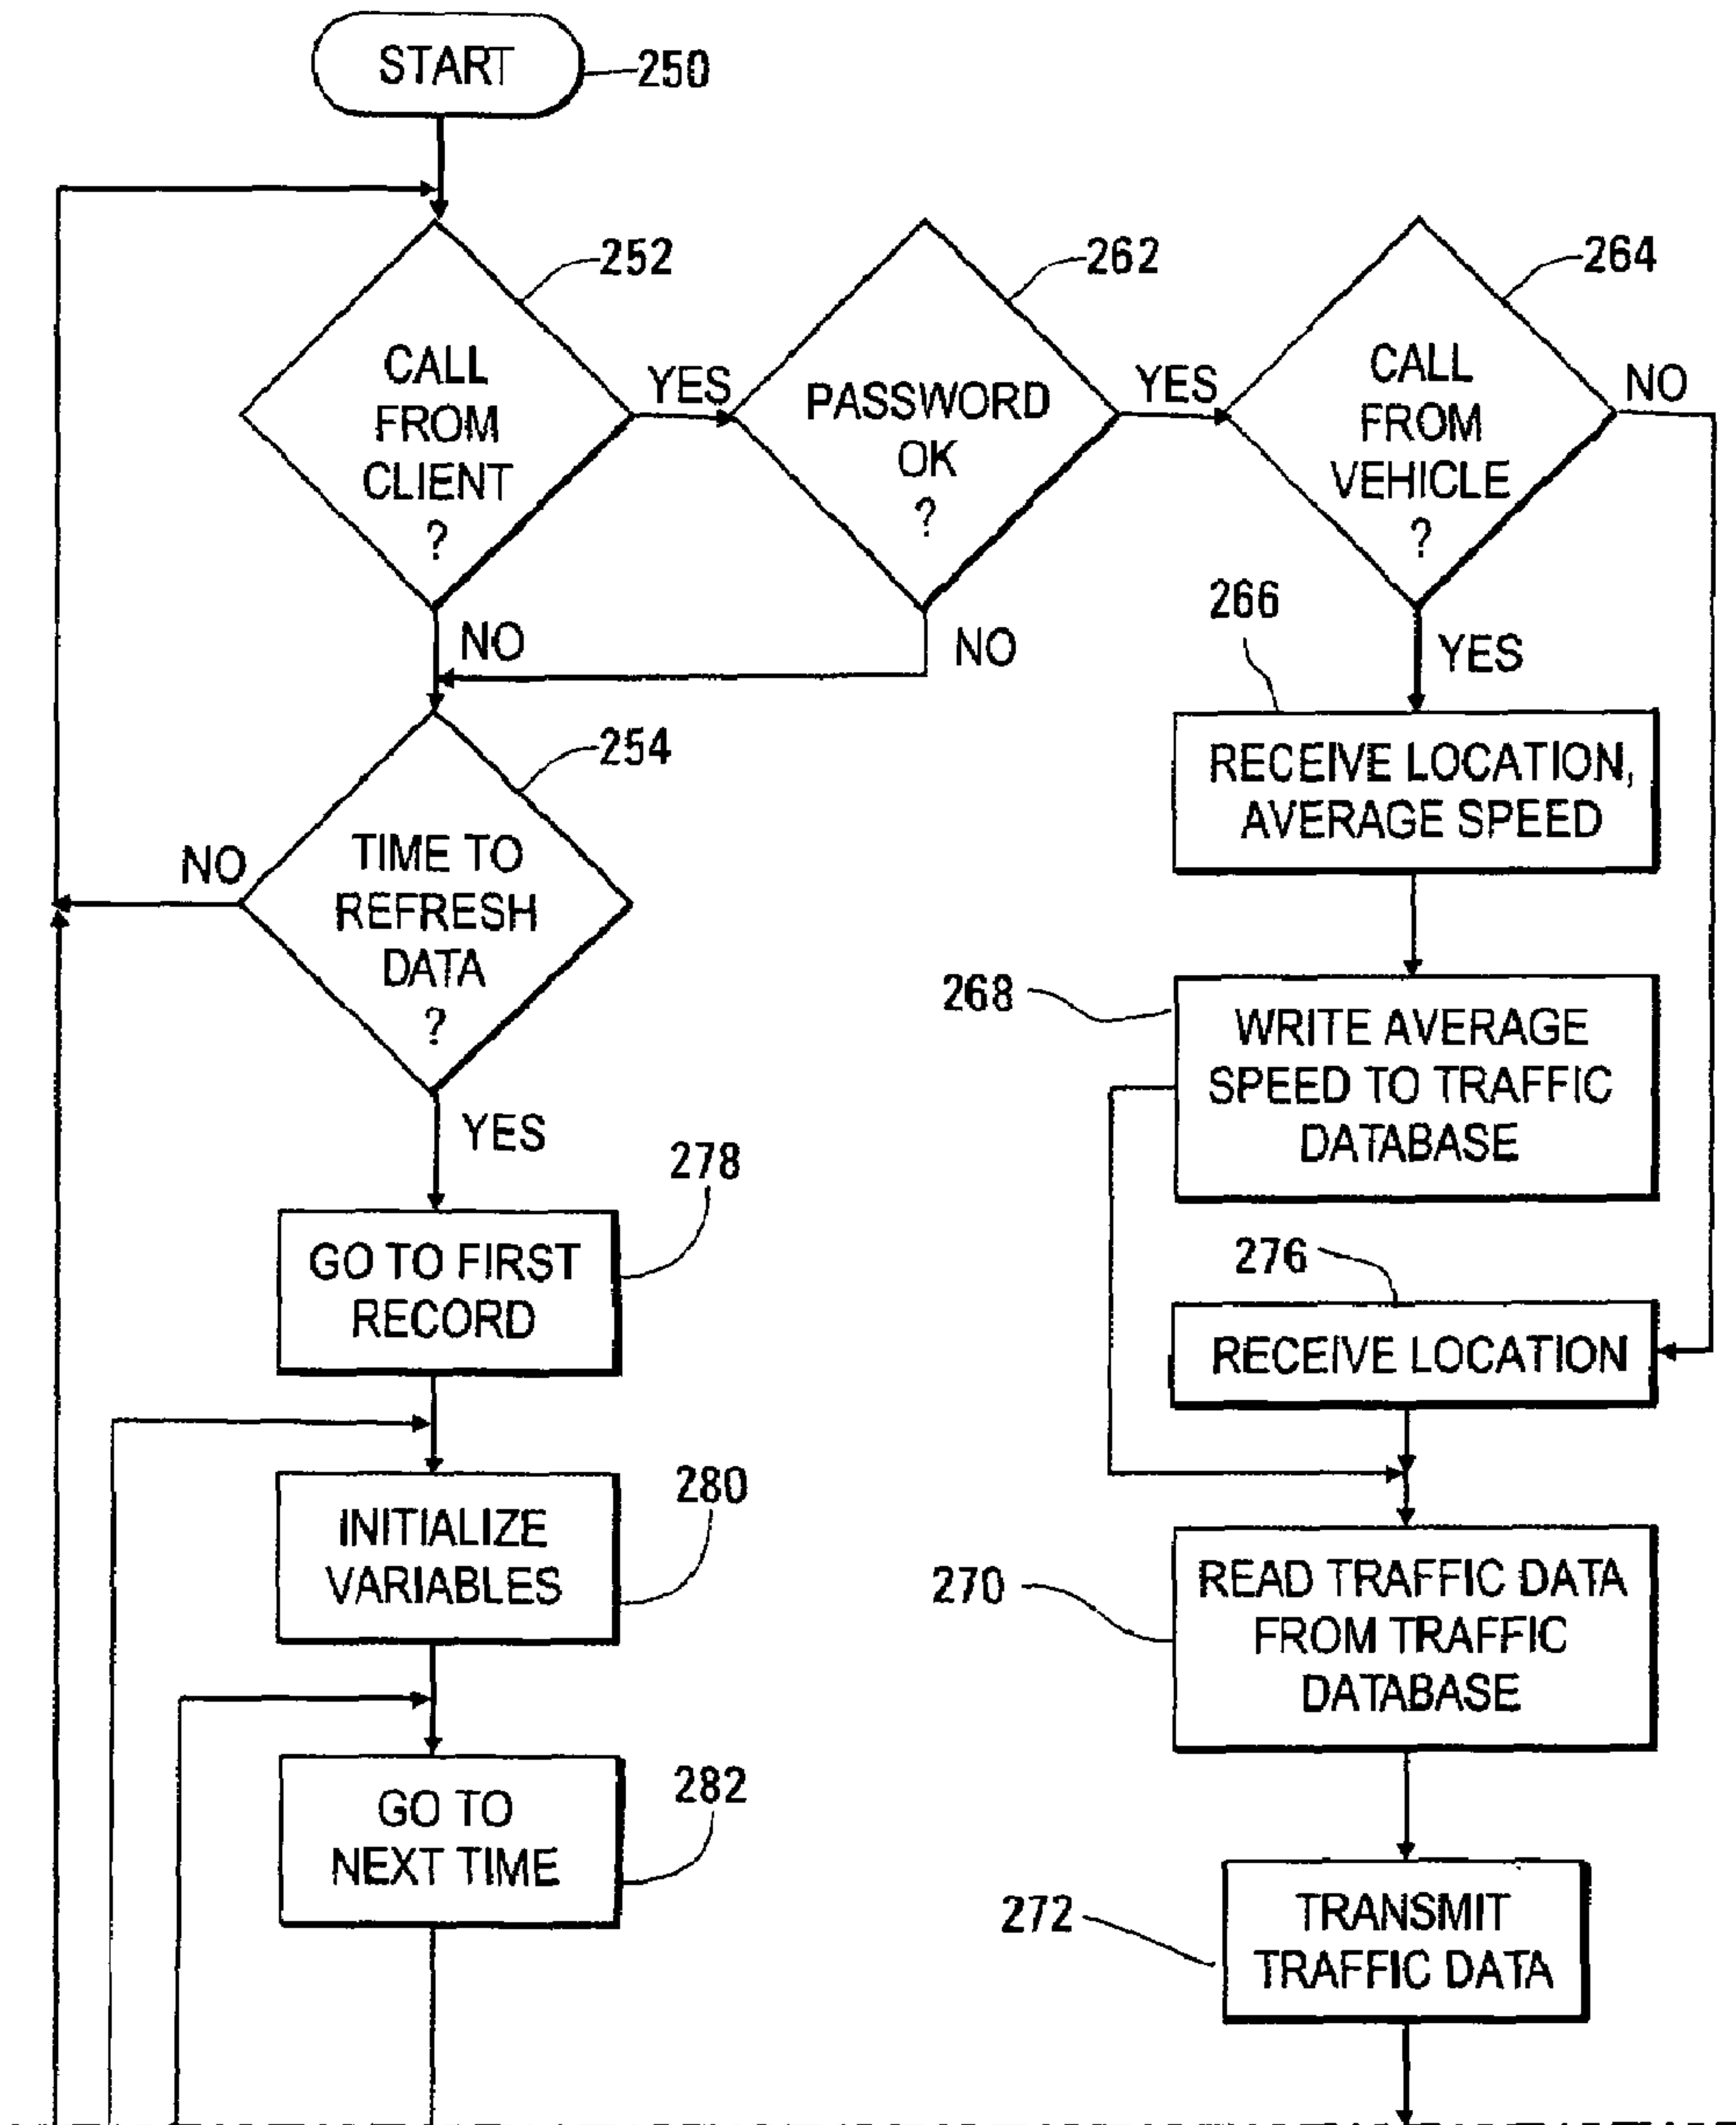 START
250
252
CALL
FROM
CLIENT
?
YES
NO
262
PASSWORD
OK
?
YES
NO
264
CALL
FROM
VEHICLE
?
NO
YES
254
TIME TO
REFRESH
DATA
?
NO
YES
266
RECEIVE LOCATION,
AVERAGE SPEED
268
WRITE AVERAGE
SPEED TO TRAFFIC
DATABASE
278
GO TO FIRST
RECORD
276
RECEIVE LOCATION
280
INITIALIZE
VARIABLES
270
READ TRAFFIC DATA
FROM TRAFFIC
DATABASE
282
GO TO
NEXT TIME
272
TRANSMIT
TRAFFIC DATA